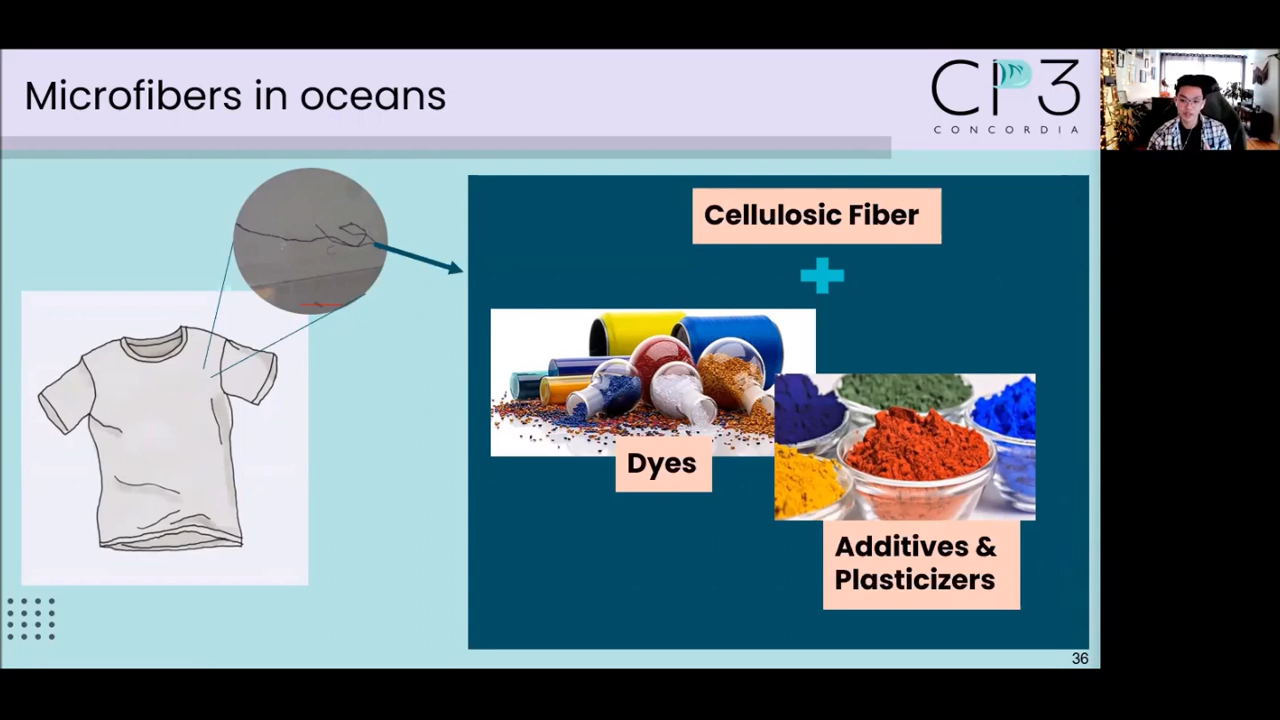 Microfibers in oceans
CP3
CONCORDIA
Cellulosic Fiber
Dyes
Additives &
Plasticizers
36